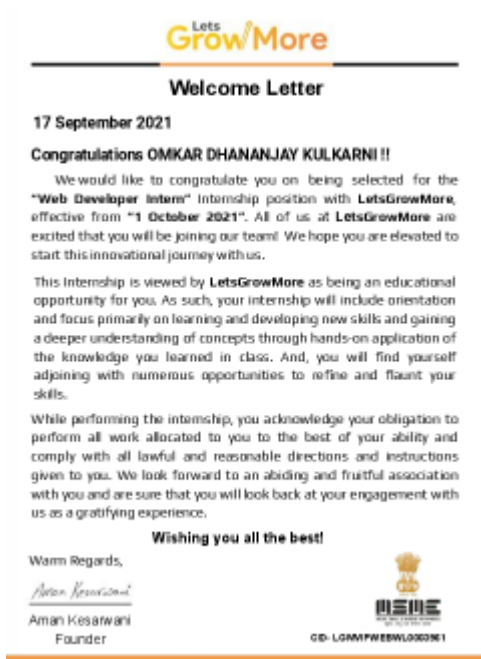 Lets
GrowMore
Welcome Letter
17 September 2021
Congratulations OMKAR DHANANJAY KULKARNI !!
We would like to congratulate you on being selected for the
"Web Developer Intern" Internship position with LetsGrowMore,
effective from "1 October 2021". All of us at LetsGrowMore are
excited that you will be joining our team! We hope you are elevated to
start this innovational journey with us.
This Internship is viewed by LetsGrowMore as being an educational
opportunity for you. As such, your internship will include orientation
and focus primarily on learning and developing new skills and gaining
a deeper understanding of concepts through hands-on application of
the knowledge you learned in class. And, you will find yourself
adjoining with numerous opportunities to refine and flaunt your
skills.
While performing the internship, you acknowledge your obligation to
perform all work allocated to you to the best of your ability and
comply with all lawful and reasonable directions and instructions
given to you. We look forward to an abiding and fruitful association
with you and are sure that you will look back at your engagement with
us as a gratifying experience.
Wishing you all the best!
Warm Regards,
Aman Kesarwani
Aman Kesarwani
Founder
MSME
CID-